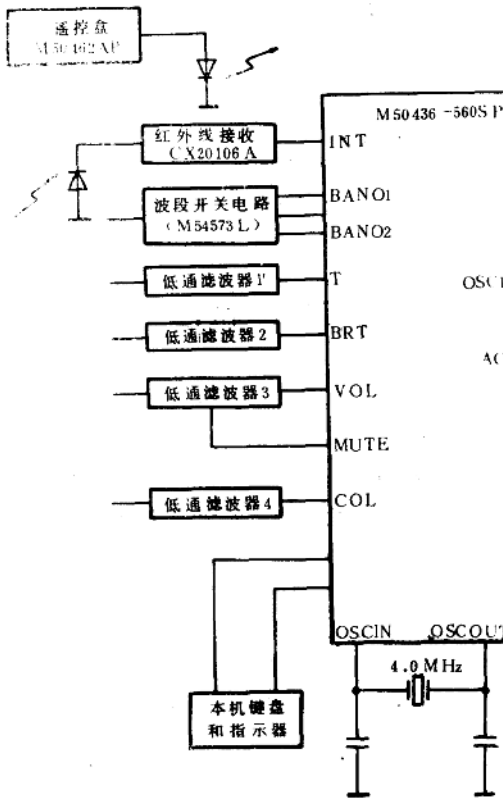 遥控盒
M50462AP
M50436-560SP
红外线接收
CX20106A
INT
波段开关电路
(M54573L)
BANO1
BANO2
低通滤波器1
T
OSC
低通滤波器2
BRT
AC
低通滤波器3
VOL
MUTE
低通滤波器4
COL
OSCIN
OSCOUT
4.0MHz
本机键盘
和指示器